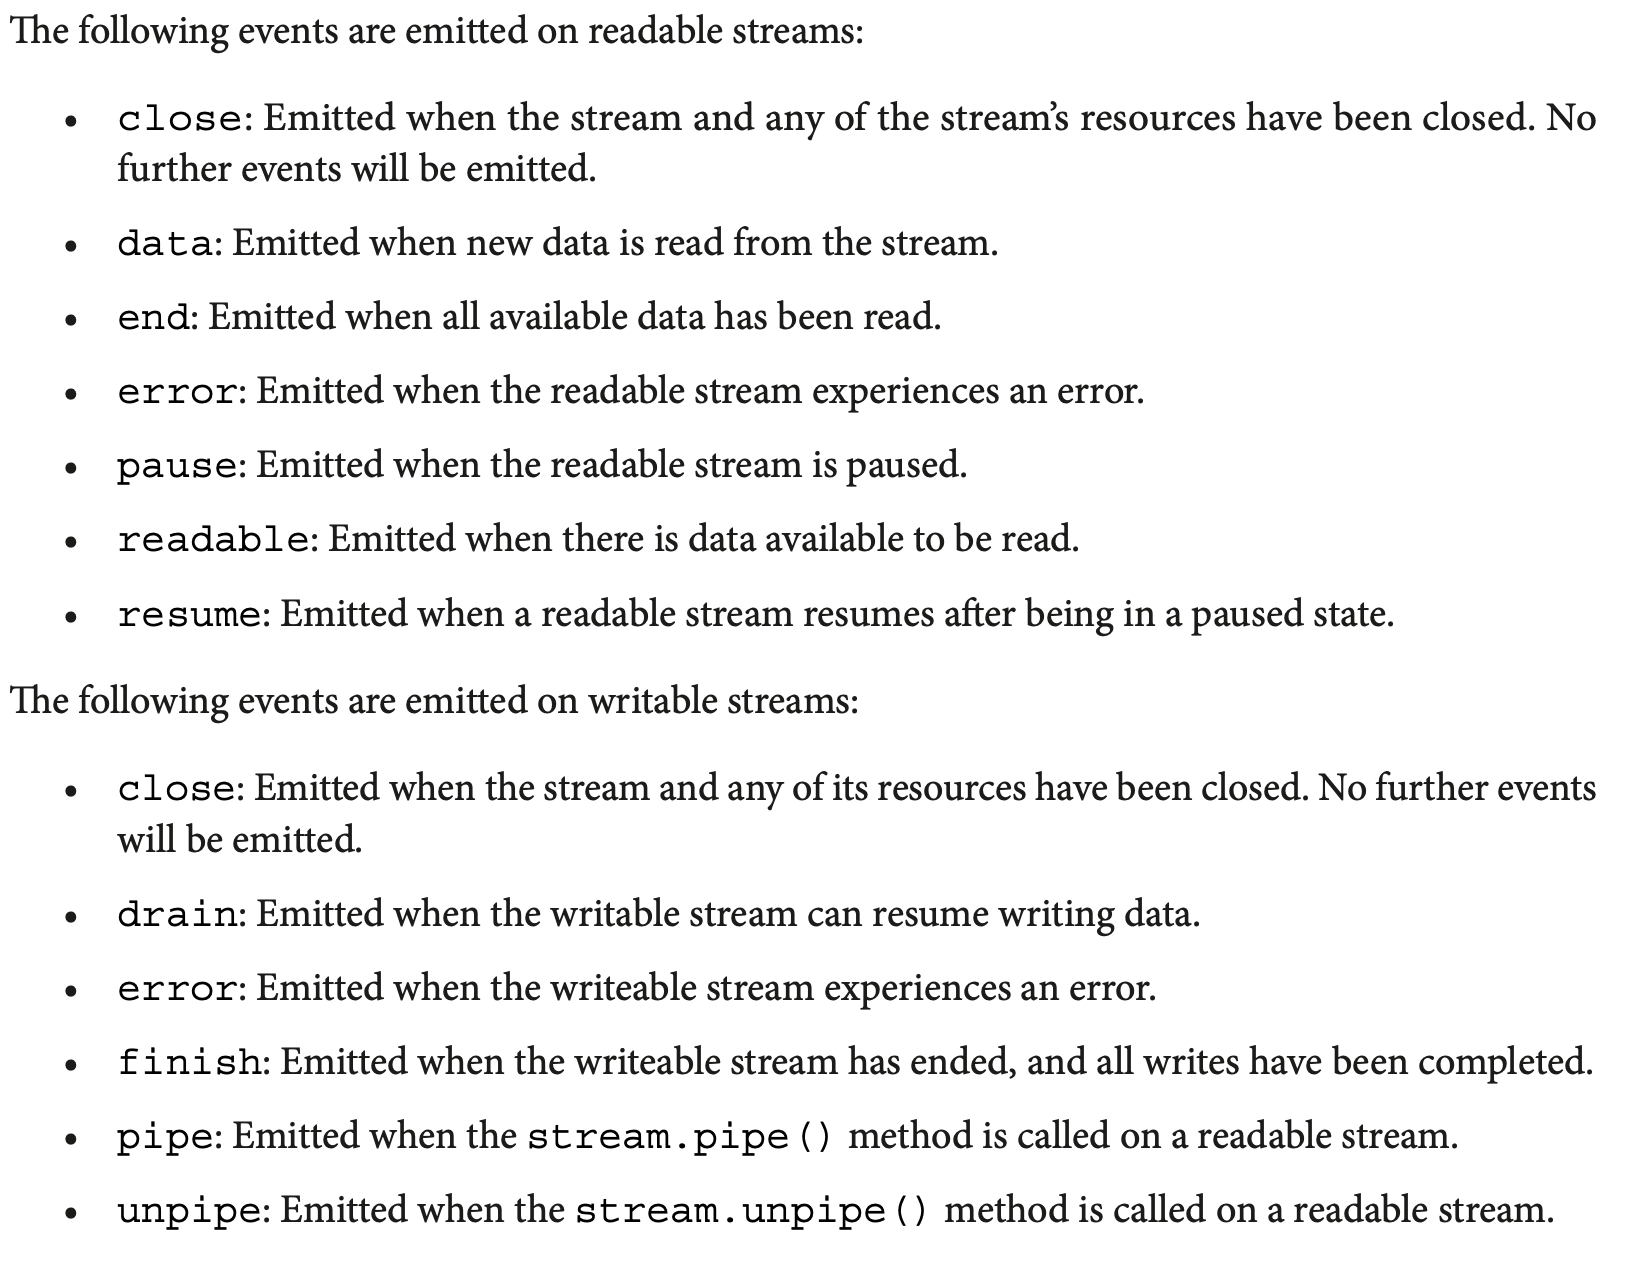 The following events are emitted on readable streams:
• close: Emitted when the stream and any of the stream’s resources have been closed. No
further events will be emitted.
• data: Emitted when new data is read from the stream.
• end: Emitted when all available data has been read.
• error: Emitted when the readable stream experiences an error.
• pause: Emitted when the readable stream is paused.
• readable: Emitted when there is data available to be read.
• resume: Emitted when a readable stream resumes after being in a paused state.
The following events are emitted on writable streams:
• close: Emitted when the stream and any of its resources have been closed. No further events
will be emitted.
• drain: Emitted when the writable stream can resume writing data.
• error: Emitted when the writeable stream experiences an error.
• finish: Emitted when the writeable stream has ended, and all writes have been completed.
• pipe: Emitted when the stream.pipe() method is called on a readable stream.
• unpipe: Emitted when the stream.unpipe() method is called on a readable stream.